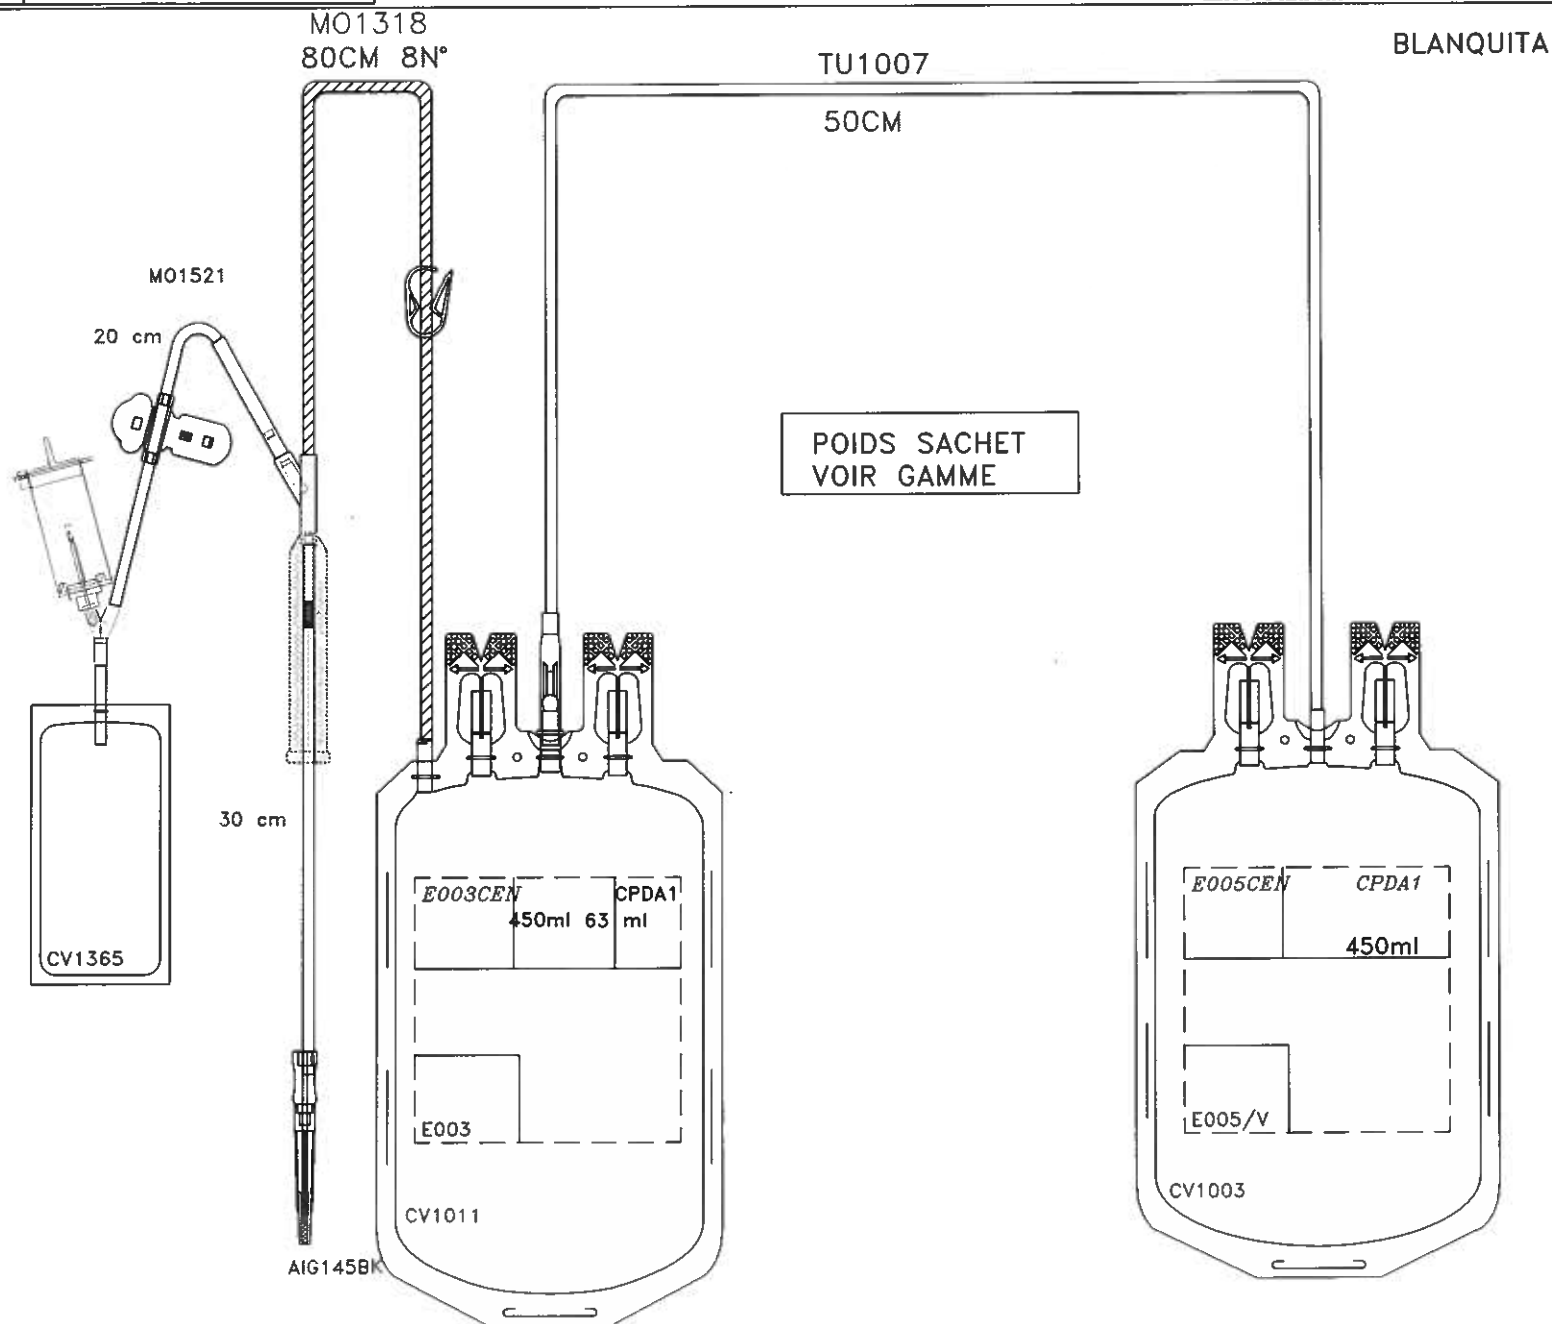 MO1318
80CM 8N°
TU1007
50CM
BLANQUITA
MO1521
20 cm
POIDS SACHET
VOIR GAMME
30 cm
CV1365
E003CEN
CPDA1
450ml 63 ml
E003
CV1011
AIG145BK
E005CEN CPDA1
450ml
E005/V
CV1003